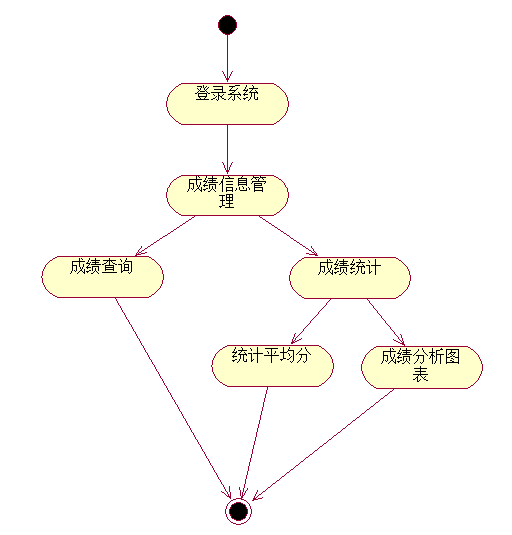 登录系统
成绩信息管
理
成绩查询
成绩统计
统计平均分
成绩分析图
表